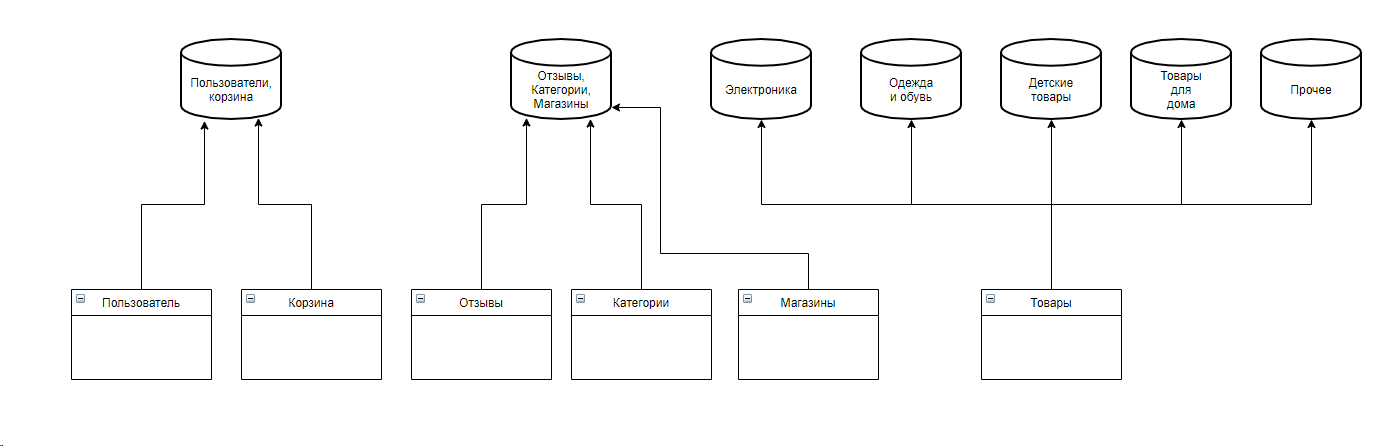 Пользователи,
корзина
Отзывы,
Категории,
Магазины
Электроника
Одежда
и обувь
Детские
товары
Товары
для
дома
Прочее
Пользователь
Корзина
Отзывы
Категории
Магазины
Товары